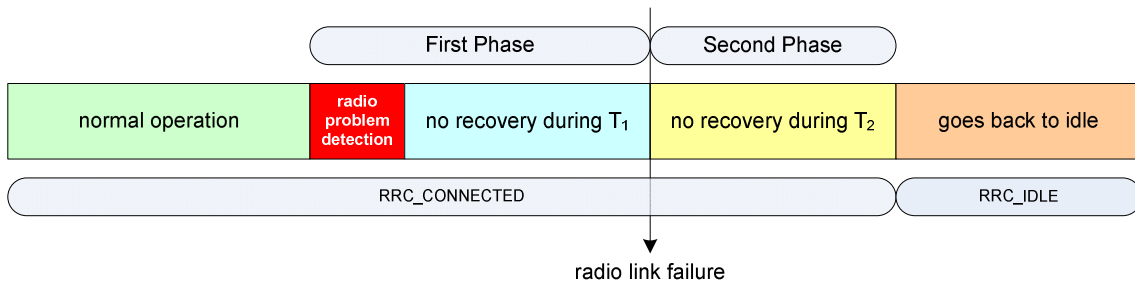 First Phase
Second Phase
normal operation
radio
problem
detection
no recovery during T₁
no recovery during T₂
goes back to idle
RRC_CONNECTED
RRC_IDLE
radio link failure